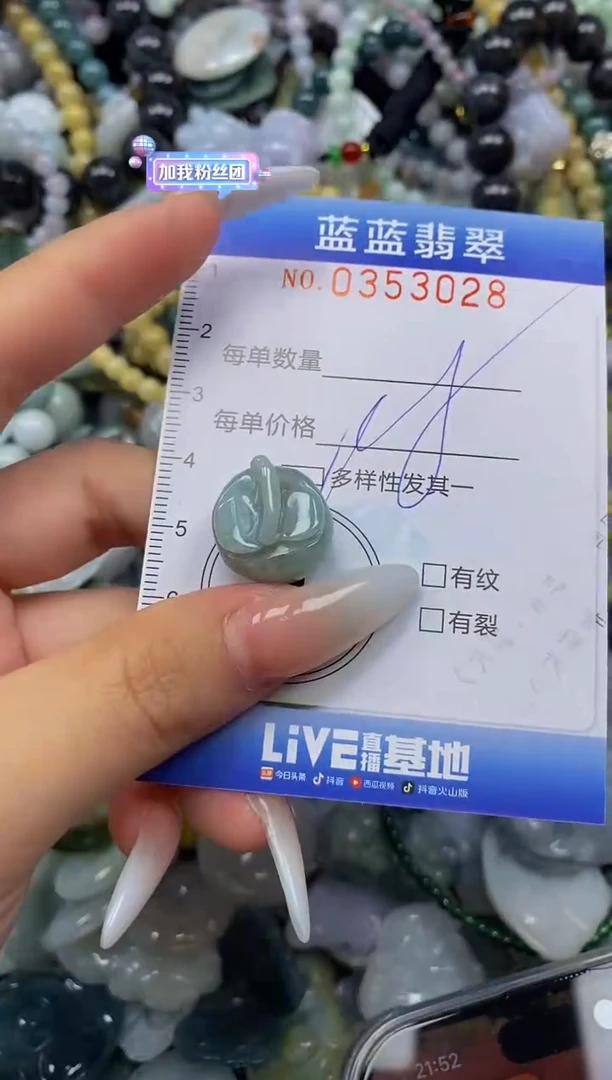 加我粉丝团
蓝蓝翡翠
NO.0353028
1
2
每单数量
3
每单价格
4
多样性发其一
5
有纹
6
有裂
LiVE直播基地
今日头条 抖音 西瓜视频 抖音火山版
21:52